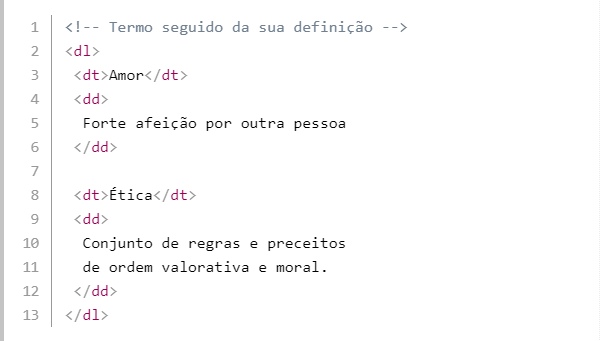 1 <!-- Termo seguido da sua definição -->
2 <dl>
3 <dt>Amor</dt>
4 <dd>
5 Forte afeição por outra pessoa
6 </dd>
7
8 <dt>Ética</dt>
9 <dd>
10 Conjunto de regras e preceitos
11 de ordem valorativa e moral.
12 </dd>
13 </dl>